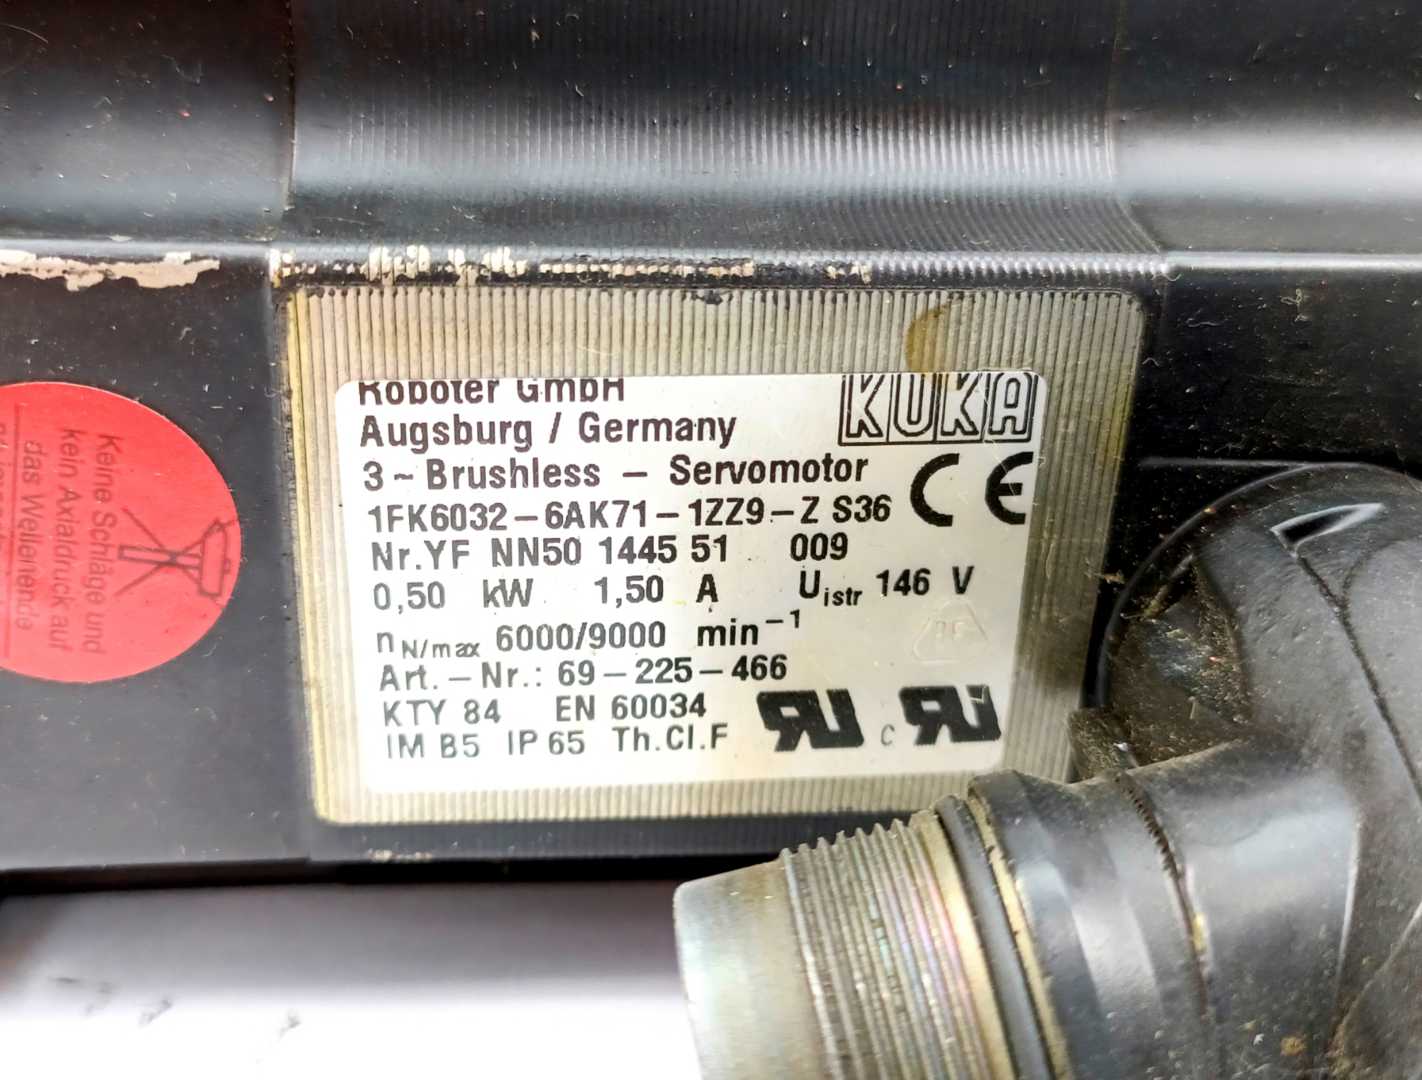 Roboter GmbH
KUKA
Augsburg / Germany
3~Brushless – Servomotor
CE
1FK6032–6AK71–1ZZ9–Z S36
Nr.YF NN50 1445 51 009
0,50 kW 1,50 A Uistr 146 V
nN/max 6000/9000 min–1
Art.–Nr.: 69–225–466
KTY 84 EN 60034
IM B5 IP 65 Th.Cl.F
c
Keine Schläge und
kein Axialdruck auf
das Wellenende